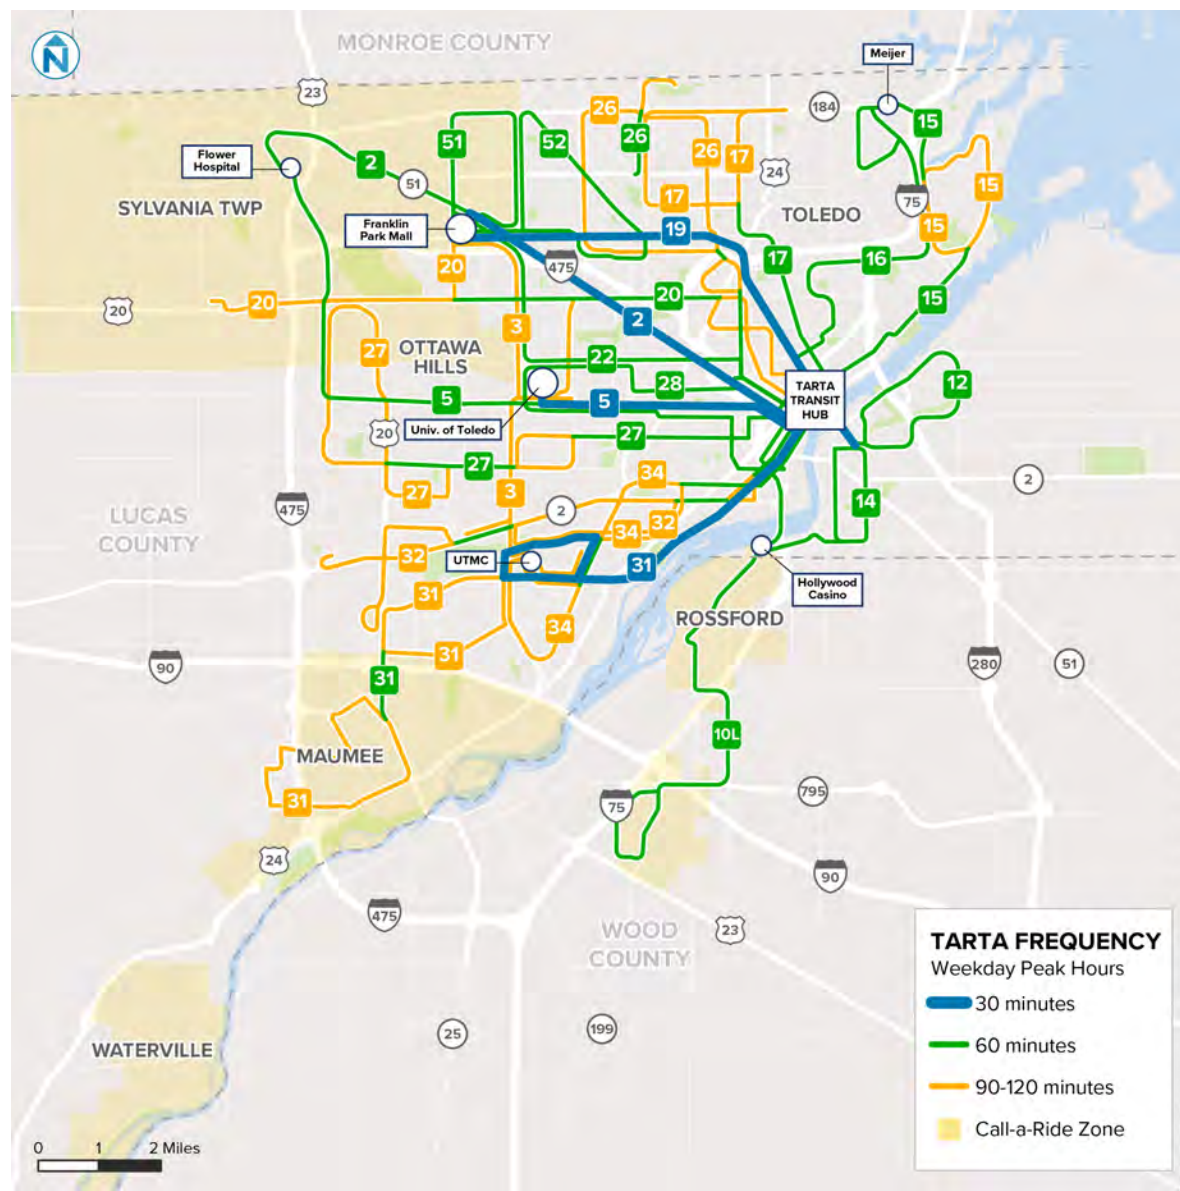 N
MONROE COUNTY
Meijer
23
184
26
51
52
26
15
26
17
2
Flower
Hospital
51
24
15
75
17
SYLVANIA TWP
TOLEDO
Franklin
Park Mall
19
15
17
16
475
20
20
20
20
15
2
3
OTTAWA
HILLS
27
22
28
12
TARTA
TRANSIT
HUB
5
5
Univ. of Toledo
20
27
27
34
2
27
3
14
475
2
LUCAS
COUNTY
34
32
32
UTMC
31
Hollywood
Casino
31
ROSSFORD
34
31
90
280
51
31
10L
MAUMEE
31
75
795
24
90
475
23
WOOD
COUNTY
TARTA FREQUENCY
Weekday Peak Hours
30 minutes
60 minutes
90-120 minutes
Call-a-Ride Zone
25
199
WATERVILLE
0 1 2 Miles